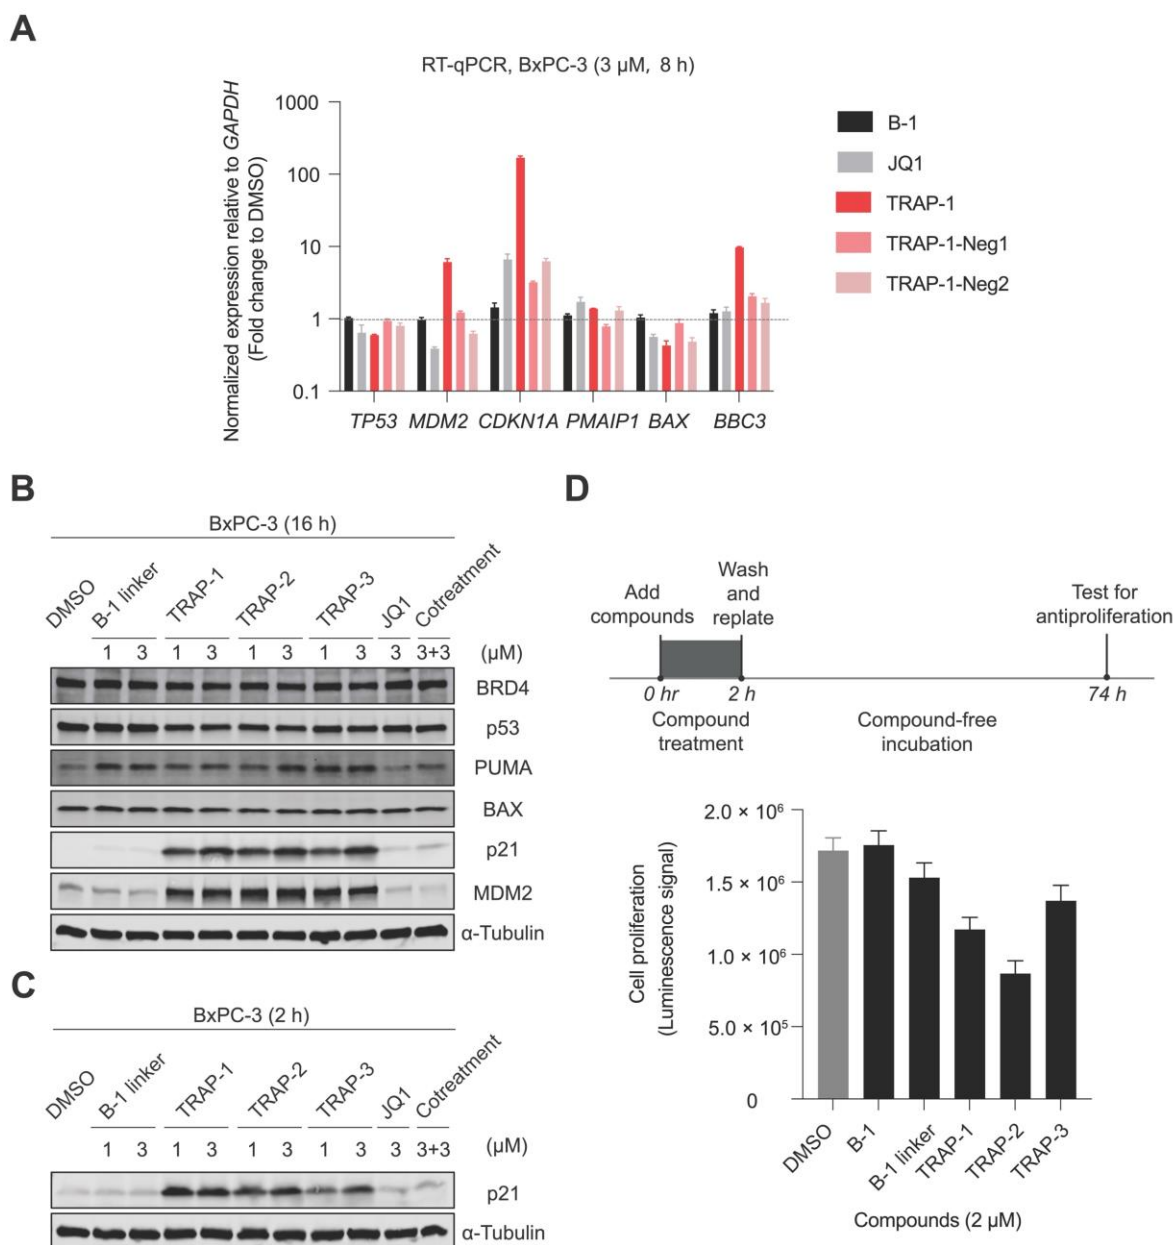 A
RT-qPCR, BxPC-3 (3 µM, 8 h)
Normalized expression relative to GAPDH
(Fold change to DMSO)
1000
100
10
1
0.1
TP53 MDM2 CDKN1A PMAIP1 BAX BBC3
B-1
JQ1
TRAP-1
TRAP-1-Neg1
TRAP-1-Neg2
B
BxPC-3 (16 h)
DMSO B-1 linker TRAP-1 TRAP-2 TRAP-3 JQ1 Cotreatment
1 3 1 3 1 3 1 3 3 3+3 (µM)
BRD4
p53
PUMA
BAX
p21
MDM2
α-Tubulin
C
BxPC-3 (2 h)
DMSO B-1 linker TRAP-1 TRAP-2 TRAP-3 JQ1 Cotreatment
1 3 1 3 1 3 1 3 3 3+3 (µM)
p21
α-Tubulin
D
Add
compounds
Wash
and
replate
Test for
antiproliferation
0 hr 2 h 74 h
Compound
treatment
Compound-free
incubation
Cell proliferation
(Luminescence signal)
2.0 × 10⁶
1.5 × 10⁶
1.0 × 10⁶
5.0 × 10⁵
0
DMSO B-1 B-1 linker TRAP-1 TRAP-2 TRAP-3
Compounds (2 µM)